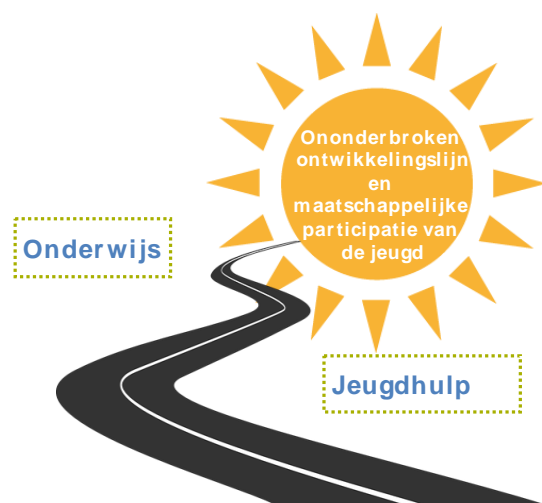 Ononderbroken
ontwikkelingslijn
en
maatschappelijke
participatie van
de jeugd
Onderwijs
Jeugdhulp